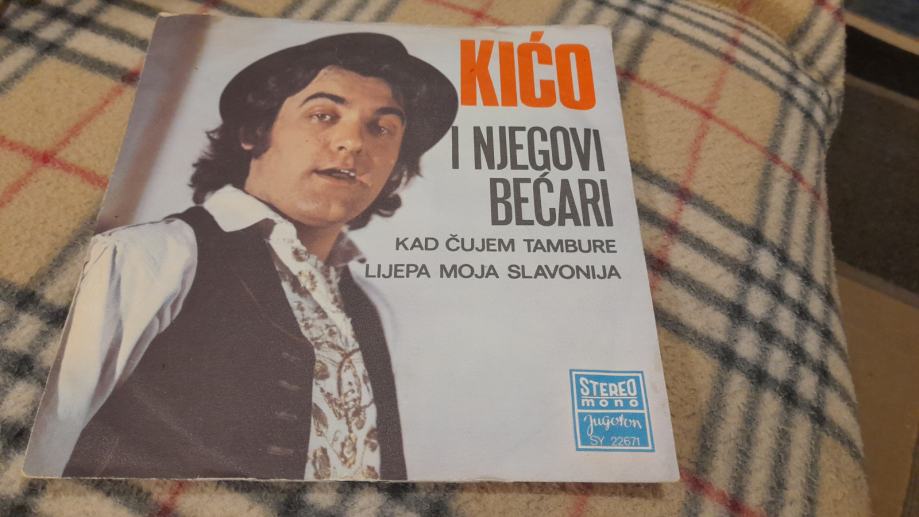 KIĆO
I NJEGOVI
BEĆARI
KAD ČUJEM TAMBURE
LIJEPA MOJA SLAVONIJA
STEREO
mono
Jugoton
SY 22671